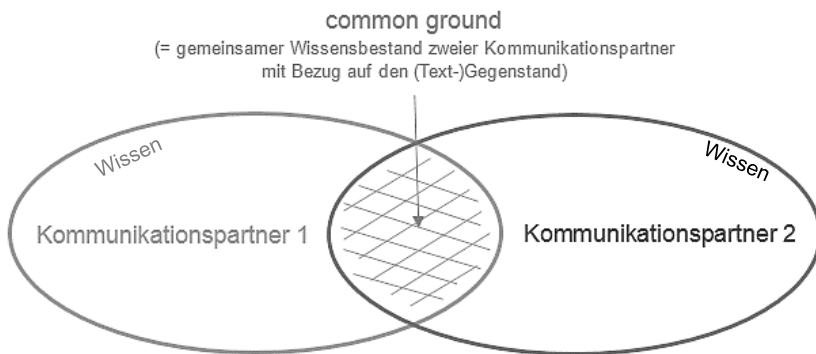 common ground
(= gemeinsamer Wissensbestand zweier Kommunikationspartner
mit Bezug auf den (Text-)Gegenstand)
Wissen
Wissen
Kommunikationspartner 1
Kommunikationspartner 2